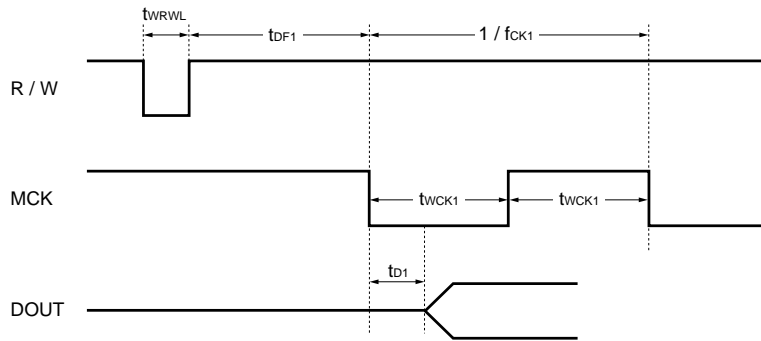 tWRWL
tDF1
1 / fCK1
R / W
MCK
tWCK1
tWCK1
tD1
DOUT